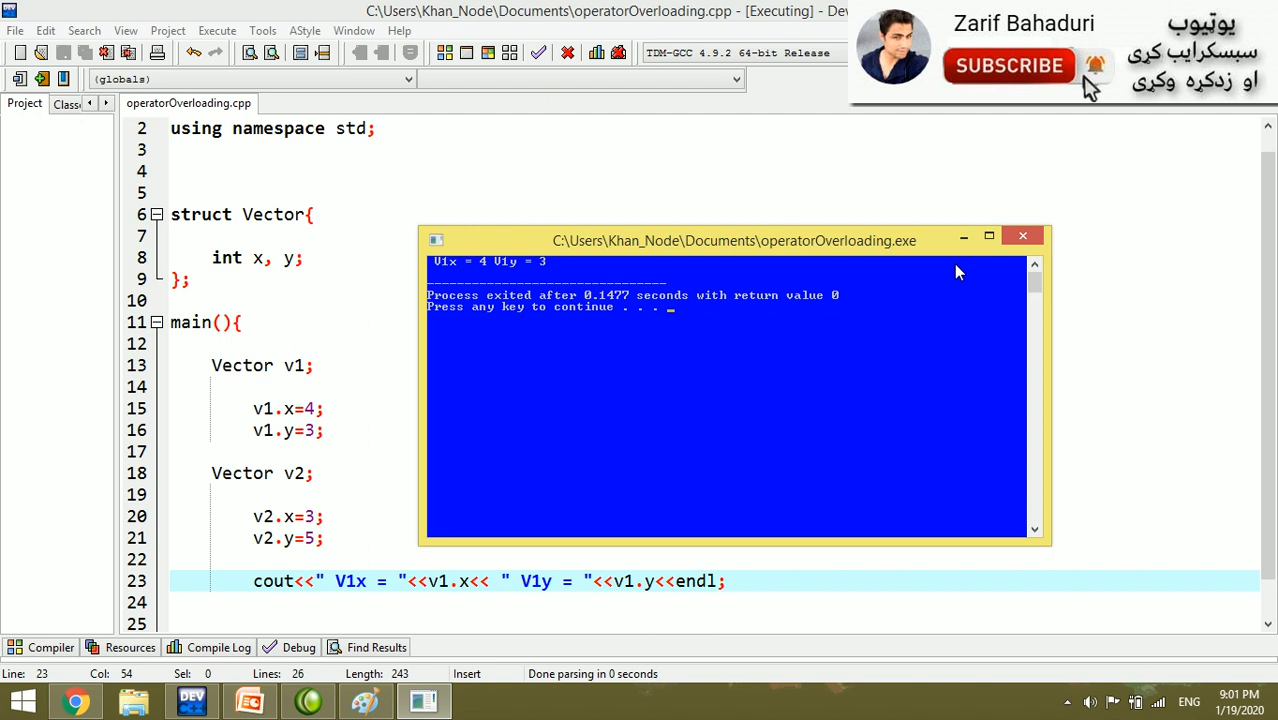 C:\Users\Khan_Node\Documents\operatorOverloading.cpp - [Executing] - Dev
File Edit Search View Project Execute Tools AStyle Window Help
TDM-GCC 4.9.2 64-bit Release
(globals)
Project Classe operatorOverloading.cpp
Zarif Bahaduri
SUBSCRIBE
یوټیوب
سبسکرایب کړی
او زدکړه وکړی
2 using namespace std;
3
4
5
6 struct Vector{
7
8 int x, y;
9 };
10
11 main(){
12
13 Vector v1;
14
15 v1.x=4;
16 v1.y=3;
17
18 Vector v2;
19
20 v2.x=3;
21 v2.y=5;
22
23 cout<<" V1x = "<<v1.x<< " V1y = "<<v1.y<<endl;
24
25
C:\Users\Khan_Node\Documents\operatorOverloading.exe
V1x = 4 V1y = 3
--------------------------------
Process exited after 0.1477 seconds with return value 0
Press any key to continue . . . _
Compiler Resources Compile Log Debug Find Results
Line: 23 Col: 54 Sel: 0 Lines: 26 Length: 243 Insert Done parsing in 0 seconds
DEV C++
ENG
9:01 PM
1/19/2020